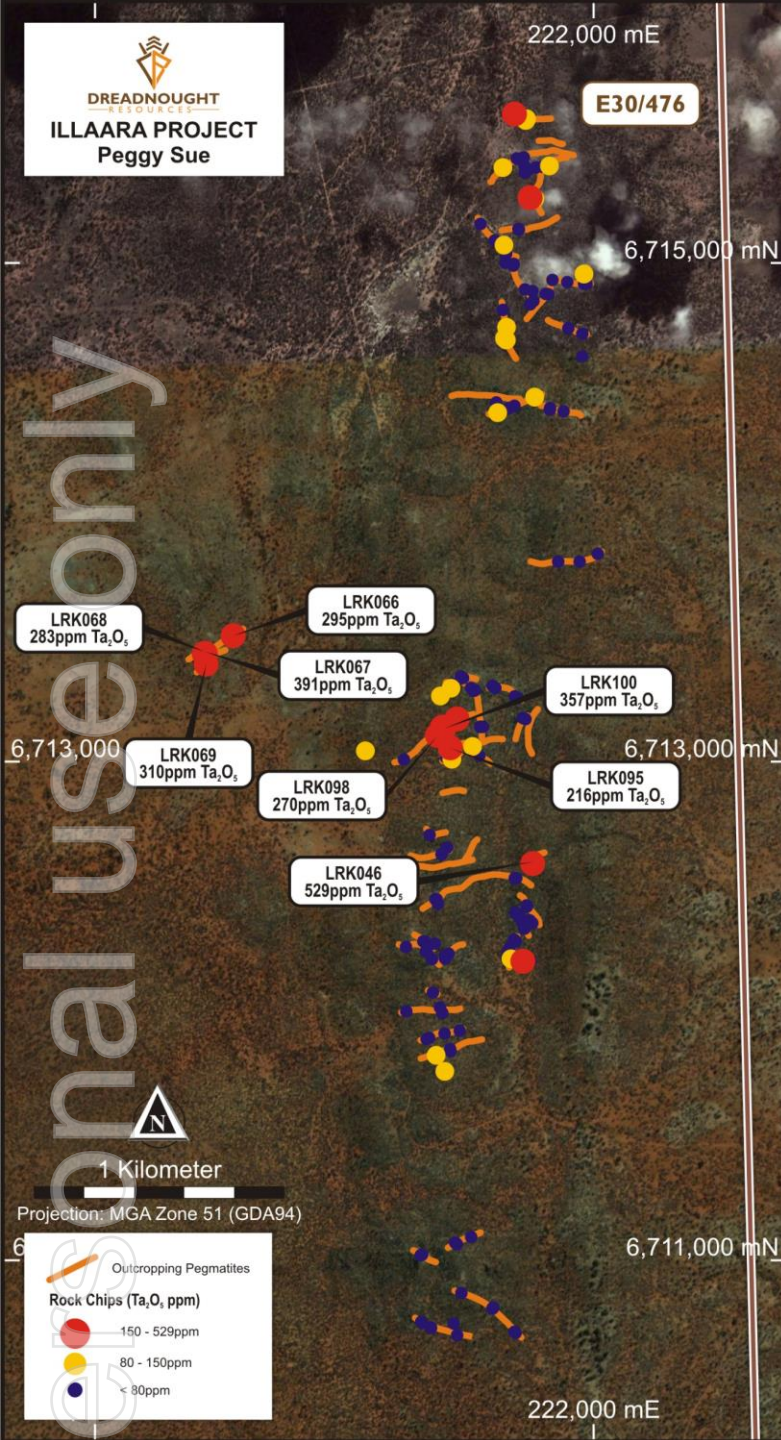 222,000 mE
DREADNOUGHT
RESOURCES
ILLAARA PROJECT
Peggy Sue
E30/476
6,715,000 mN
LRK066
295ppm Ta₂O₅
LRK068
283ppm Ta₂O₅
LRK067
391ppm Ta₂O₅
LRK100
357ppm Ta₂O₅
6,713,000
6,713,000 mN
LRK069
310ppm Ta₂O₅
LRK098
270ppm Ta₂O₅
LRK095
216ppm Ta₂O₅
LRK046
529ppm Ta₂O₅
N
1 Kilometer
Projection: MGA Zone 51 (GDA94)
6
6,711,000 mN
Outcropping Pegmatites
Rock Chips (Ta₂O₅ ppm)
150 - 529ppm
80 - 150ppm
< 80ppm
222,000 mE
ersonal use only